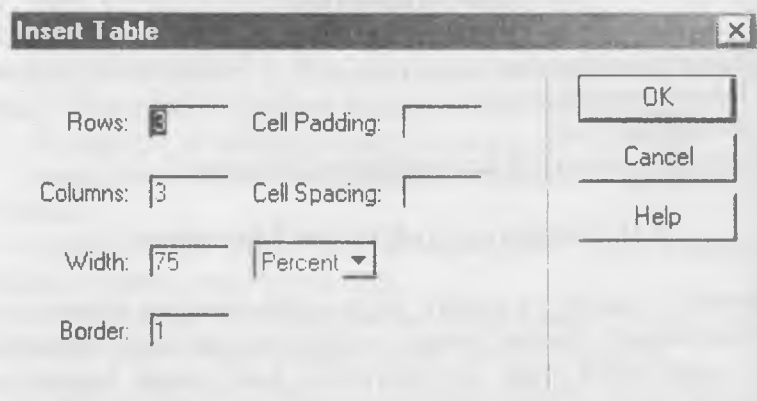 Insert Table
Rows: 3 Cell Padding:
Columns: 3 Cell Spacing:
Width: 75 Percent
Border: 1
OK
Cancel
Help